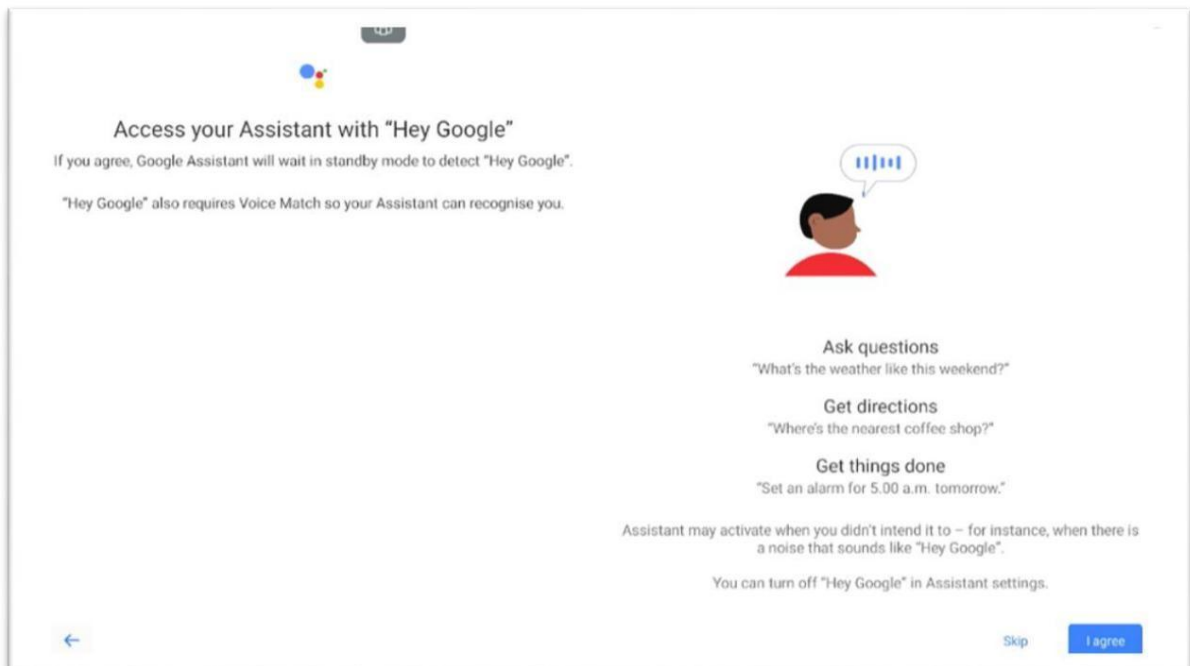 Access your Assistant with “Hey Google”
If you agree, Google Assistant will wait in standby mode to detect “Hey Google”.
“Hey Google” also requires Voice Match so your Assistant can recognise you.
Ask questions
“What's the weather like this weekend?”
Get directions
“Where's the nearest coffee shop?”
Get things done
“Set an alarm for 5.00 a.m. tomorrow.”
Assistant may activate when you didn't intend it to – for instance, when there is
a noise that sounds like “Hey Google”.
You can turn off “Hey Google” in Assistant settings.
Skip
I agree